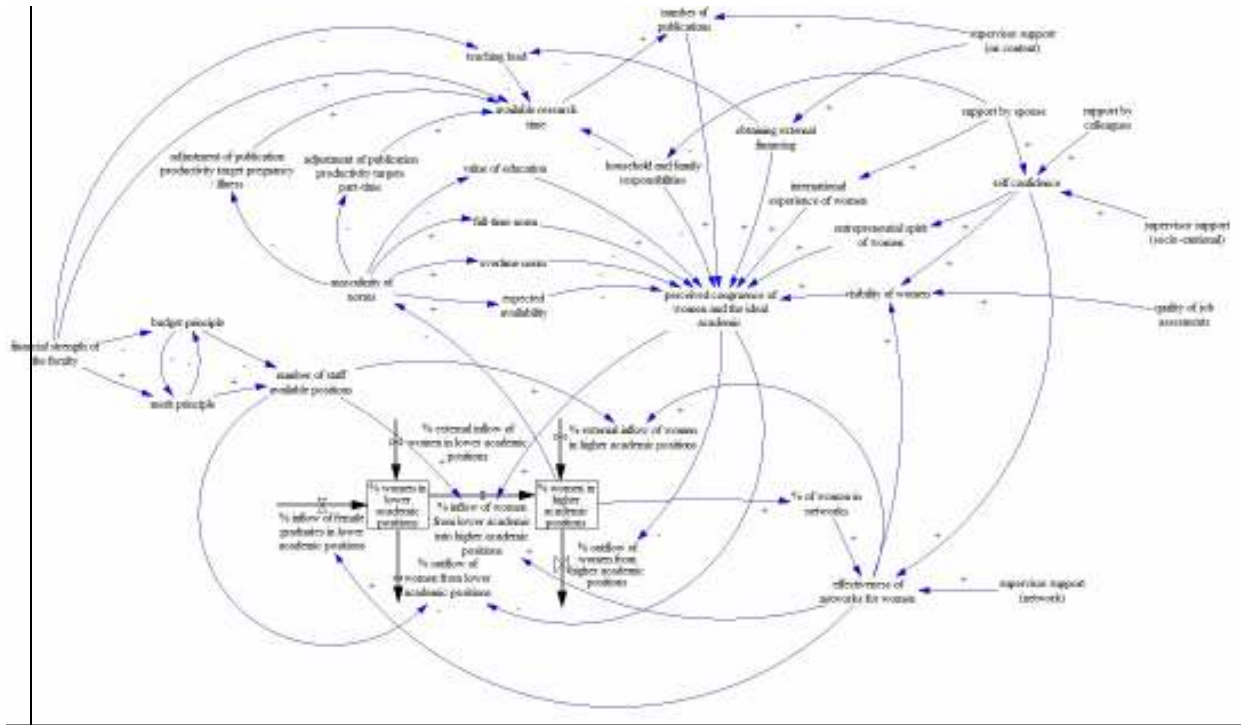 number of
publications
supervisor support
(on content)
teaching load
available research
time
support by spouse
support by
colleagues
obtaining external
financing
adjustment of publication
productivity target pregnancy
illness
adjustment of publication
productivity targets
part-time
value of education
household and family
responsibilities
self confidence
international
experience of women
full-time norm
entrepreneurial spirit
of women
supervisor support
(socio-emotional)
overtime norm
masculinity of
norms
expected
availability
perceived congruence of
women and the ideal
academic
visibility of women
quality of job
assessments
budget principle
financial strength of
the faculty
merit principle
number of staff
available positions
% external inflow of
women in lower academic
positions
% external inflow of women
in higher academic positions
% women in
lower
academic
positions
% inflow of women
from lower academic
into higher academic
positions
% women in
higher
academic
positions
% of women in
networks
% inflow of female
graduates in lower
academic positions
% outflow of
women from lower
academic positions
% outflow of
women from
higher academic
positions
effectiveness of
networks for women
supervisor support
(network)